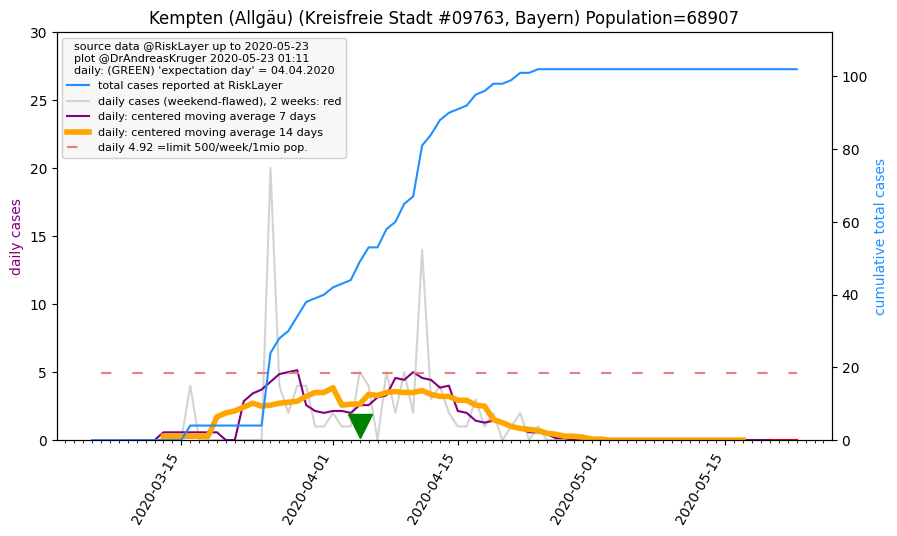 Kempten (Allgäu) (Kreisfreie Stadt #09763, Bayern) Population=68907
source data @RiskLayer up to 2020-05-23
plot @DrAndreasKruger 2020-05-23 01:11
daily: (GREEN) 'expectation day' = 04.04.2020
total cases reported at RiskLayer
daily cases (weekend-flawed), 2 weeks: red
daily: centered moving average 7 days
daily: centered moving average 14 days
daily 4.92 =limit 500/week/1mio pop.
daily cases
30
25
20
15
10
5
0
cumulative total cases
100
80
60
40
20
0
2020-03-15
2020-04-01
2020-04-15
2020-05-01
2020-05-15